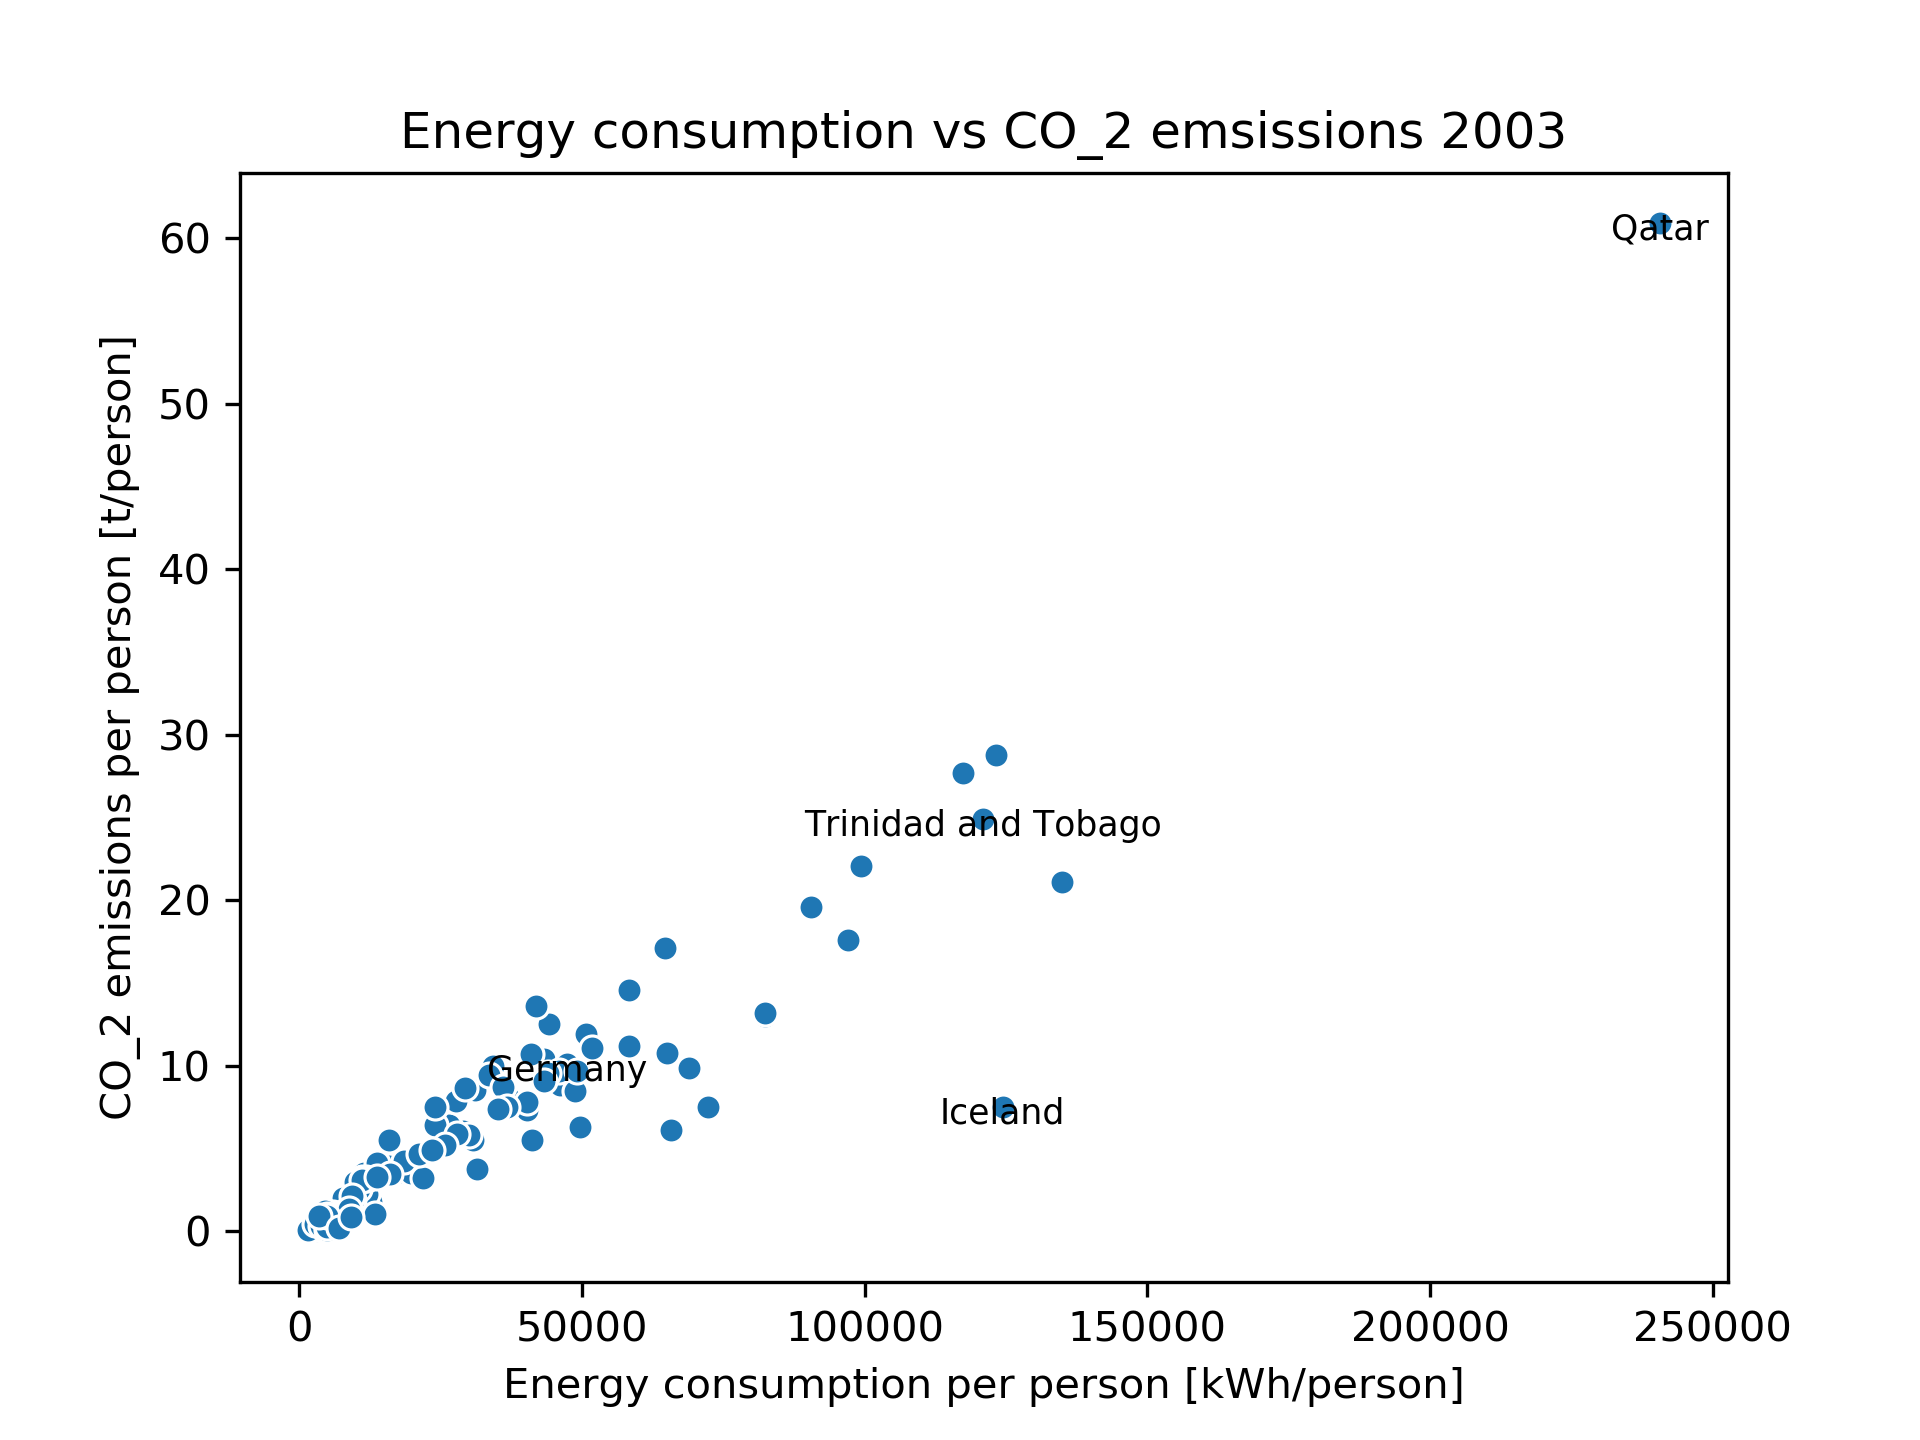 Energy consumption vs CO_2 emsissions 2003
CO_2 emissions per person [t/person]
60
50
40
30
20
10
0
Qatar
Trinidad and Tobago
Germany
Iceland
0 50000 100000 150000 200000 250000
Energy consumption per person [kWh/person]